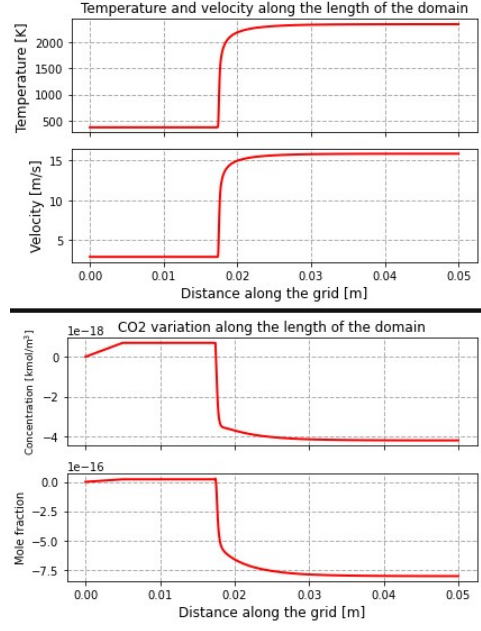 Temperature and velocity along the length of the domain
Temperature [K]
2000
1500
1000
500
Velocity [m/s]
15
10
5
0.00 0.01 0.02 0.03 0.04 0.05
Distance along the grid [m]
1e−18
CO2 variation along the length of the domain
Concentration [kmol/m³]
0
−2
−4
1e−16
Mole fraction
0.0
−2.5
−5.0
−7.5
0.00 0.01 0.02 0.03 0.04 0.05
Distance along the grid [m]